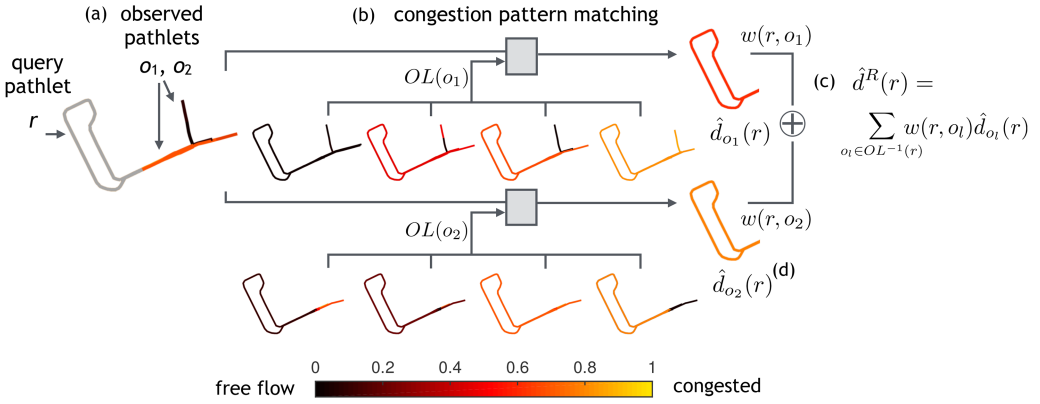 (a) observed
pathlets
o₁, o₂
query
pathlet
r
(b) congestion pattern matching
OL(o₁)
w(r, o₁)
d̂ₒ₁(r)
OL(o₂)
w(r, o₂)
d̂ₒ₂(r)
(c) d̂ᴿ(r) =
∑ w(r, oₗ)d̂ₒₗ(r)
oₗ∈OL⁻¹(r)
(d)
0 0.2 0.4 0.6 0.8 1
free flow congested